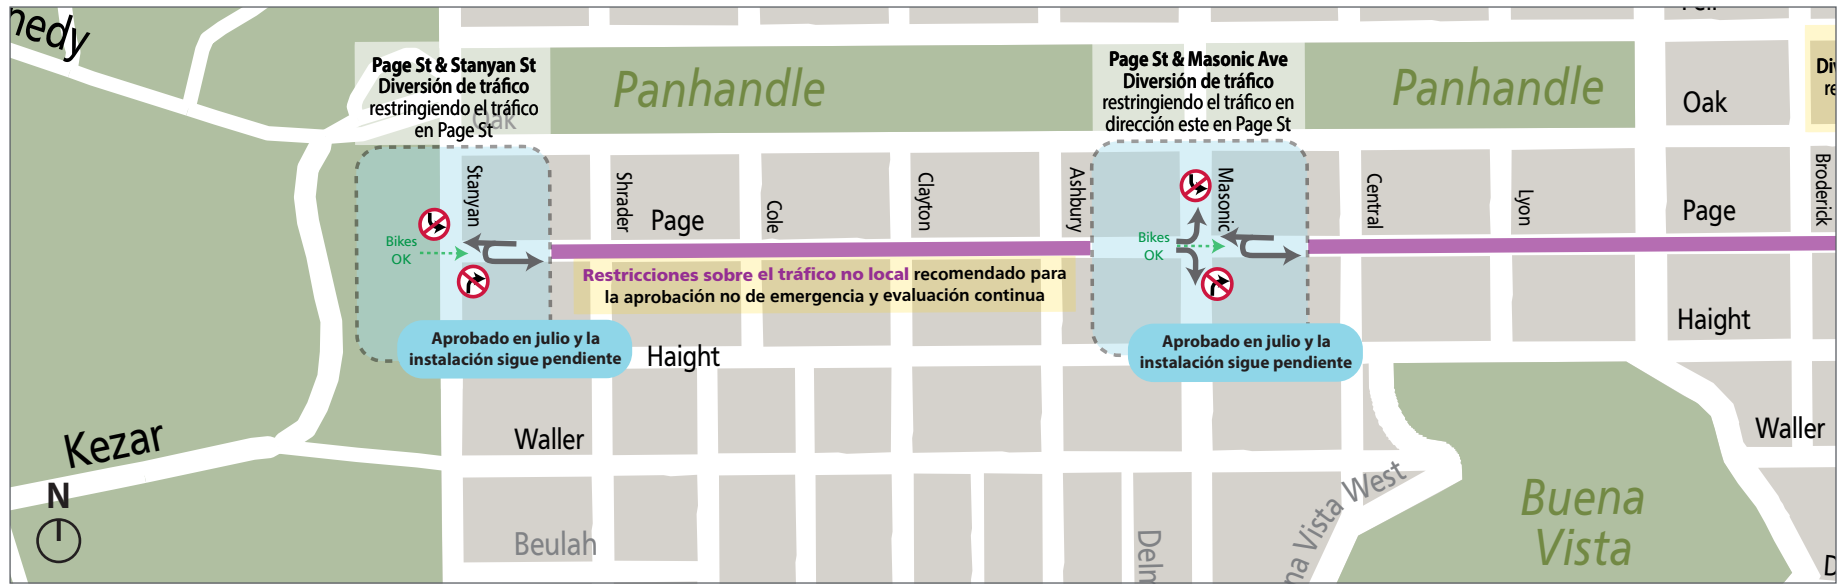 Page St & Stanyan St
Diversión de tráfico
restringiendo el tráfico
en Page St
Oak
Panhandle
Page St & Masonic Ave
Diversión de tráfico
restringiendo el tráfico en
dirección este en Page St
Panhandle
Oak
Stanyan
Shrader
Page
Cole
Clayton
Ashbury
Masonic
Central
Lyon
Page
Broderick
Bikes
OK
Bikes
OK
Restricciones sobre el tráfico no local recomendado para
la aprobación no de emergencia y evaluación continua
Aprobado en julio y la
instalación sigue pendiente
Haight
Aprobado en julio y la
instalación sigue pendiente
Haight
Kezar
Waller
Waller
N
Beulah
Vista West
Buena
Vista